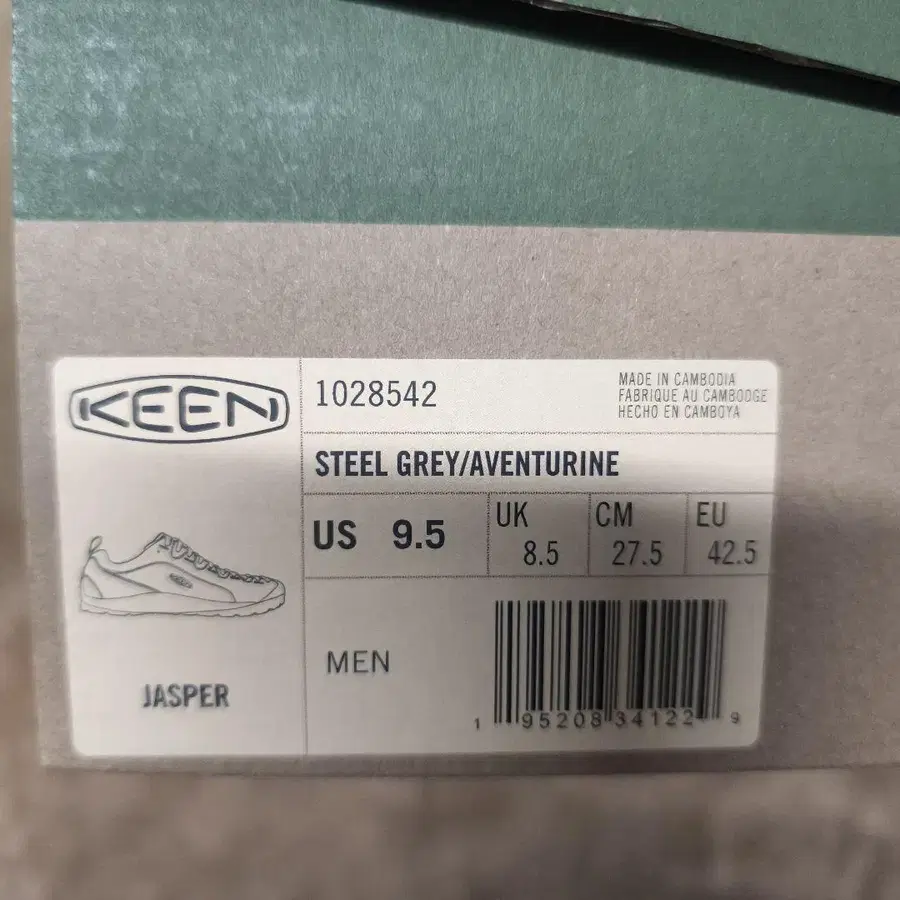 KEEN
1028542
MADE IN CAMBODIA
FABRIQUE AU CAMBODGE
HECHO EN CAMBOYA
STEEL GREY/AVENTURINE
US 9.5
UK 8.5
CM 27.5
EU 42.5
JASPER
MEN
1 95208 34122 9